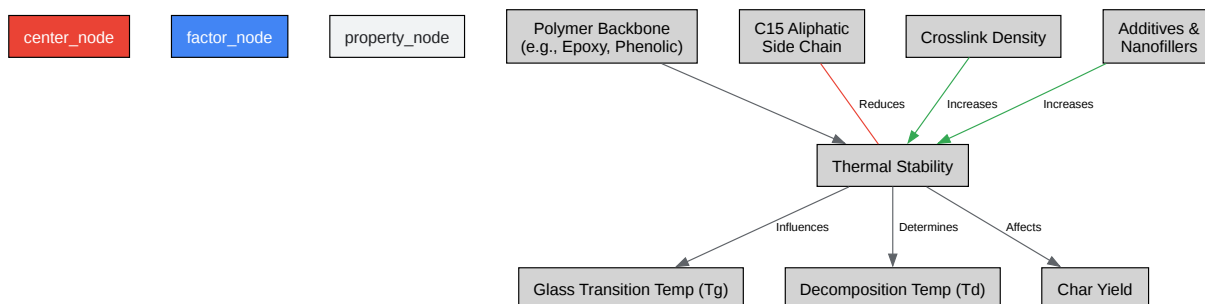 center_node
factor_node
property_node
Polymer Backbone
(e.g., Epoxy, Phenolic)
C15 Aliphatic
Side Chain
Crosslink Density
Additives &
Nanofillers
Reduces
Increases
Increases
Thermal Stability
Influences
Determines
Affects
Glass Transition Temp (Tg)
Decomposition Temp (Td)
Char Yield